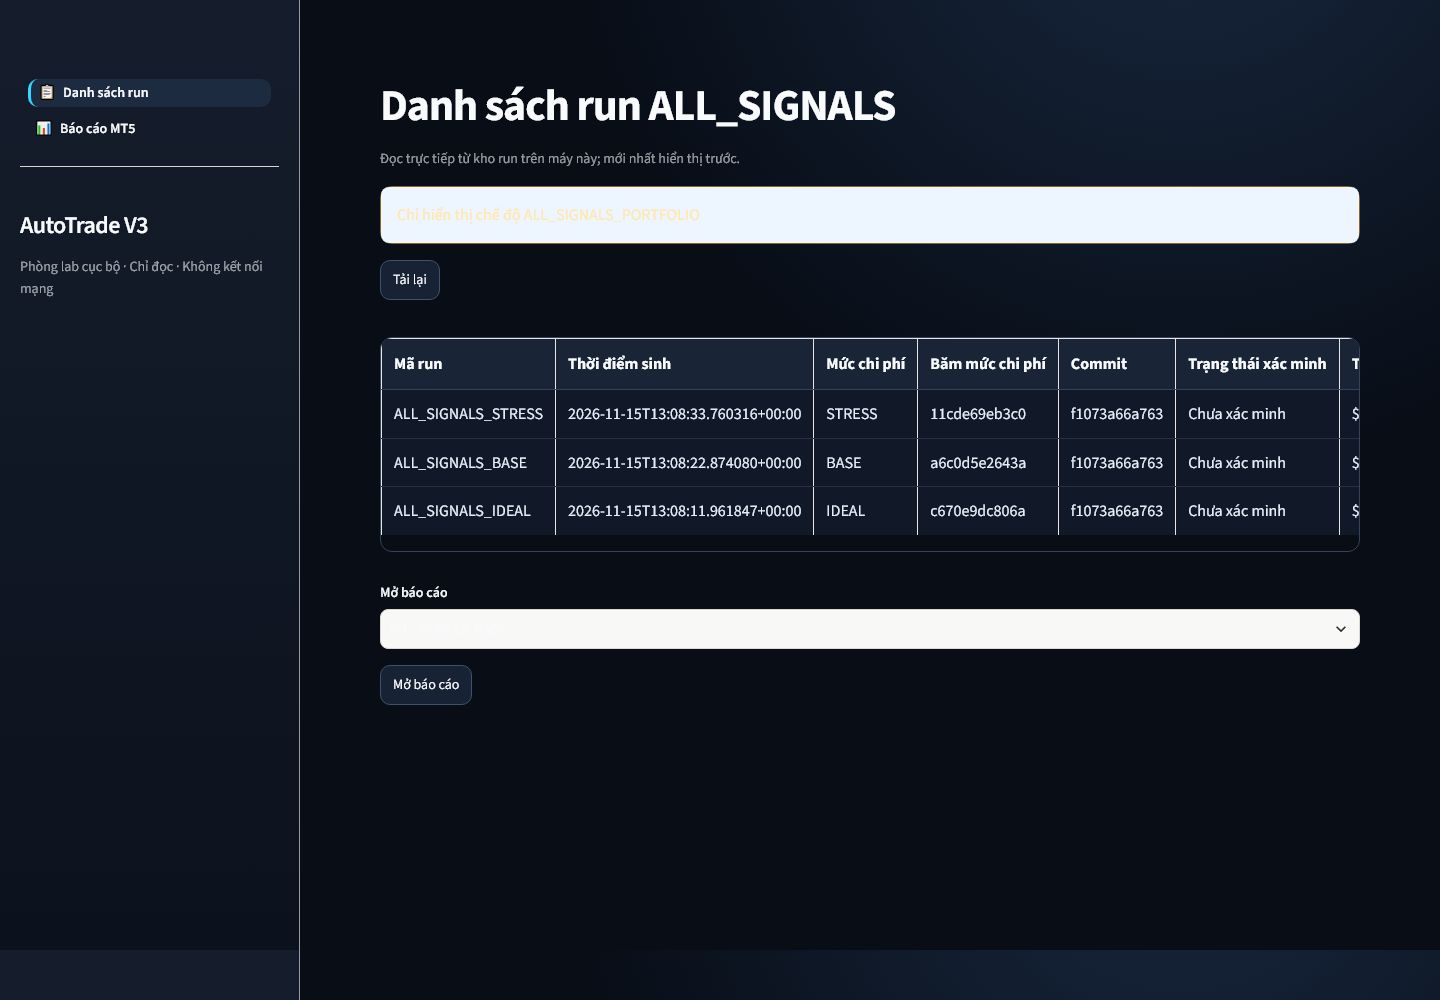 Danh sách run
Báo cáo MT5
AutoTrade V3
Phòng lab cục bộ · Chỉ đọc · Không kết nối
mạng
Danh sách run ALL_SIGNALS
Đọc trực tiếp từ kho run trên máy này; mới nhất hiển thị trước.
Chỉ hiển thị chế độ ALL_SIGNALS_PORTFOLIO
Tải lại
Mã run Thời điểm sinh Mức chi phí Băm mức chi phí Commit Trạng thái xác minh T
ALL_SIGNALS_STRESS 2026-11-15T13:08:33.760316+00:00 STRESS 11cde69eb3c0 f1073a66a763 Chưa xác minh $
ALL_SIGNALS_BASE 2026-11-15T13:08:22.874080+00:00 BASE a6c0d5e2643a f1073a66a763 Chưa xác minh $
ALL_SIGNALS_IDEAL 2026-11-15T13:08:11.961847+00:00 IDEAL c670e9dc806a f1073a66a763 Chưa xác minh $
Mở báo cáo
Mở báo cáo